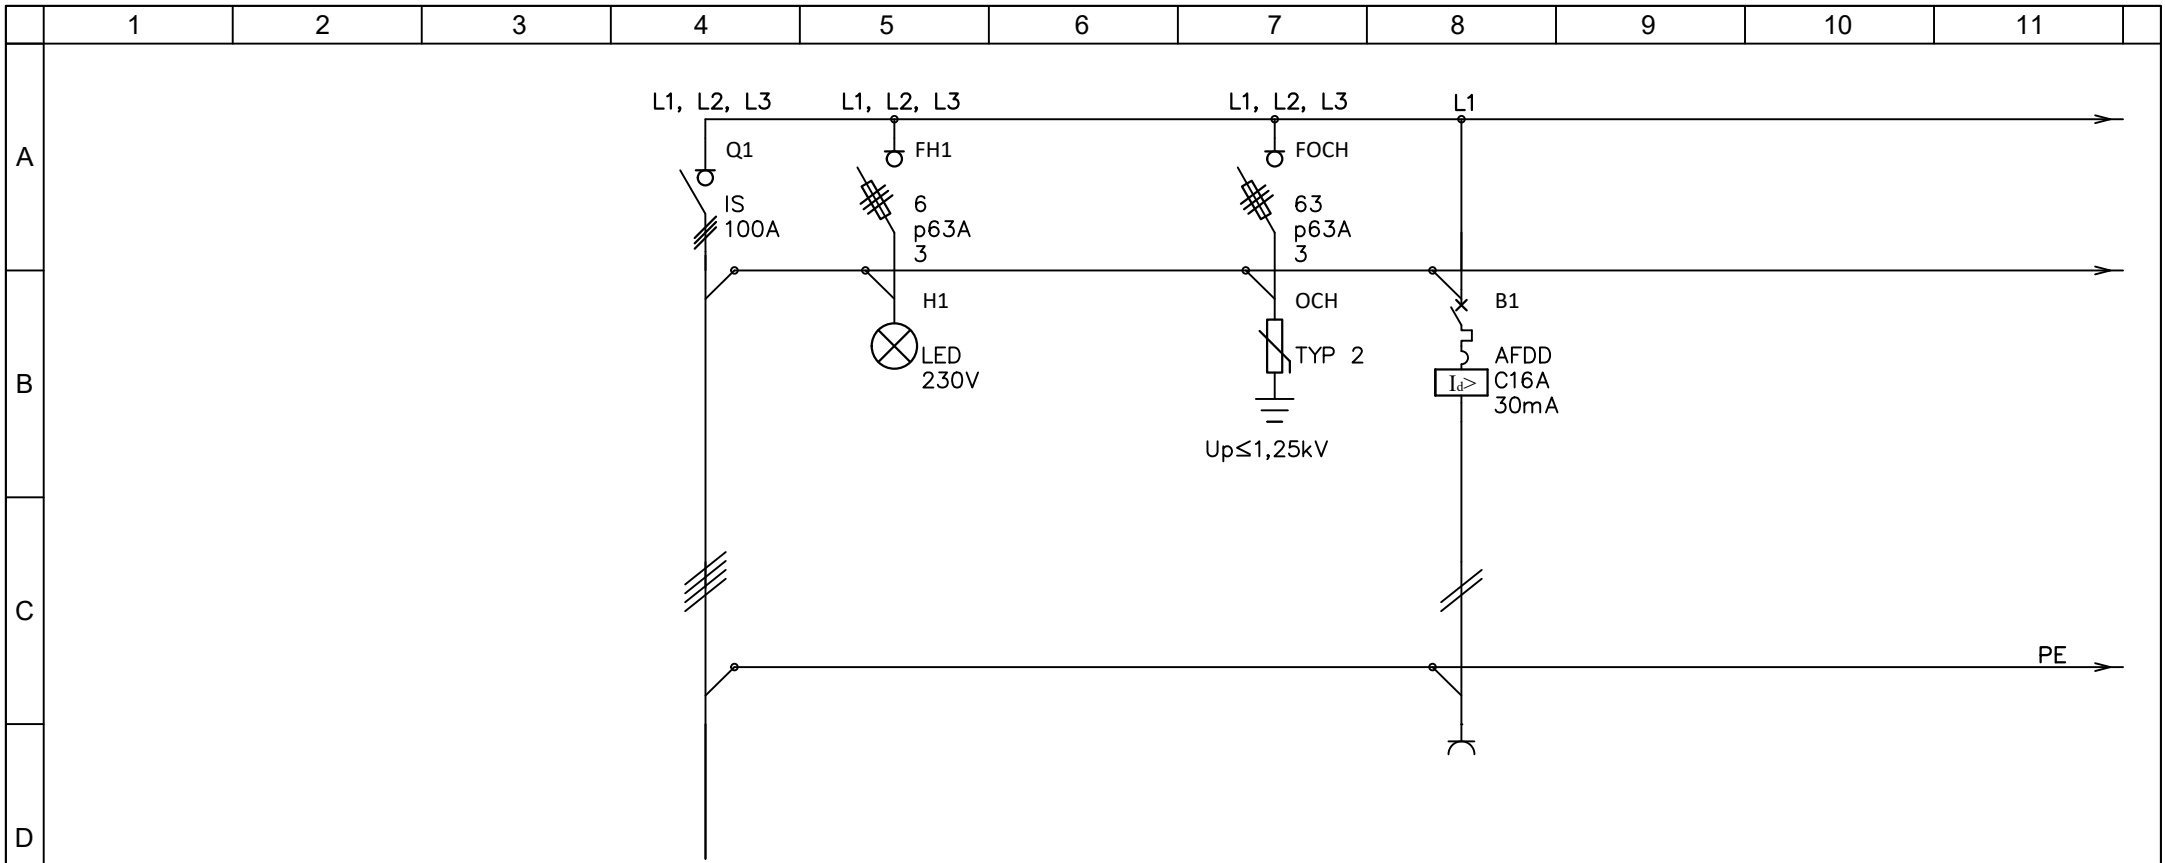 1 2 3 4 5 6 7 8 9 10 11
L1, L2, L3 L1, L2, L3 L1, L2, L3 L1
A
Q1 FH1 FOCH
IS 6 63
100A p63A p63A
3 3
H1 OCH B1
LED TYP 2 AFDD
B 230V Id> C16A
30mA
Up≤1,25kV
C
PE
D